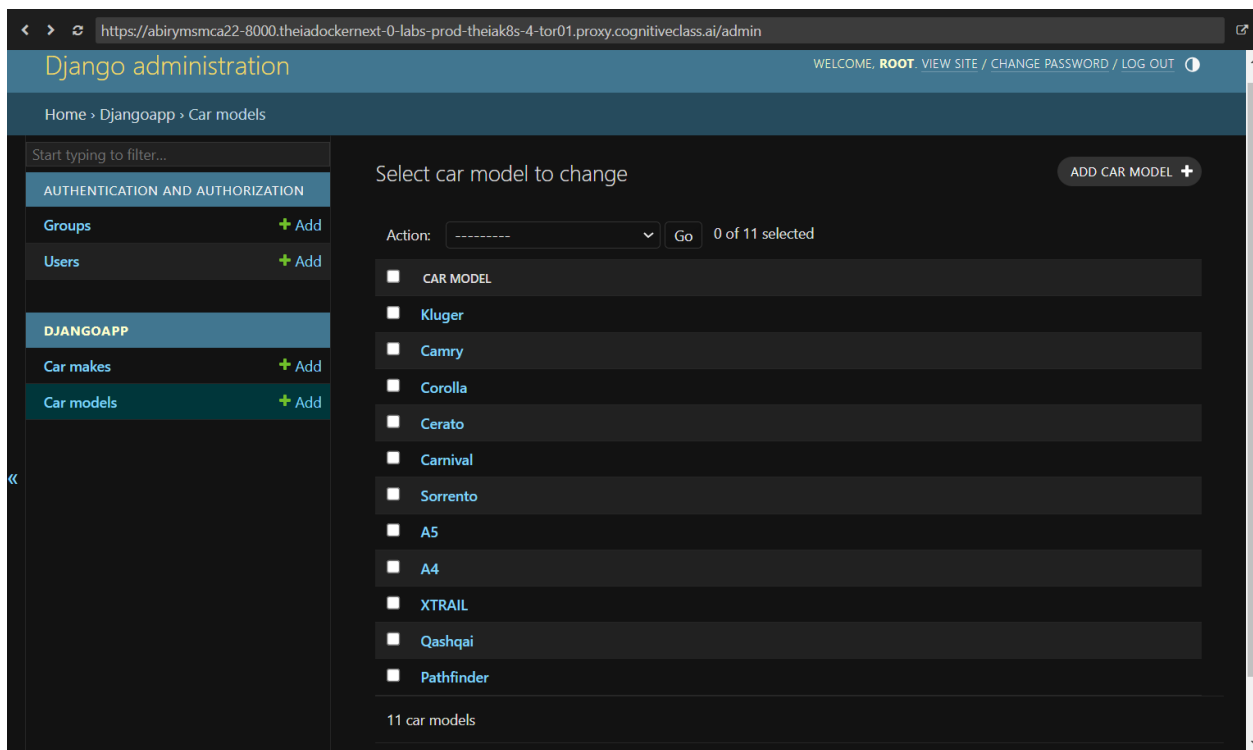 https://abirymsmca22-8000.theiadockernext-0-labs-prod-theiak8s-4-tor01.proxy.cognitiveclass.ai/admin
Django administration
WELCOME, ROOT. VIEW SITE / CHANGE PASSWORD / LOG OUT
Home › Djangoapp › Car models
Start typing to filter...
AUTHENTICATION AND AUTHORIZATION
Groups + Add
Users + Add
DJANGOAPP
Car makes + Add
Car models + Add
«
Select car model to change
ADD CAR MODEL +
Action: --------- Go 0 of 11 selected
CAR MODEL
Kluger
Camry
Corolla
Cerato
Carnival
Sorrento
A5
A4
XTRAIL
Qashqai
Pathfinder
11 car models